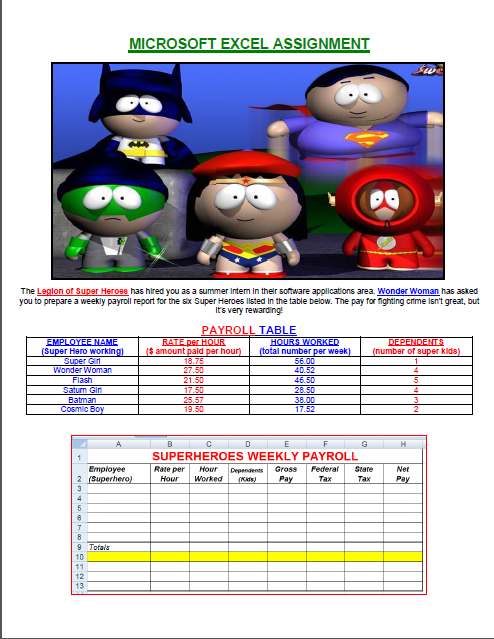 MICROSOFT EXCEL ASSIGNMENT
The Legion of Super Heroes has hired you as a summer intern in their software applications area. Wonder Woman has asked
you to prepare a weekly payroll report for the six Super Heroes listed in the table below. The pay for fighting crime isn't great, but
it's very rewarding!
PAYROLL TABLE
EMPLOYEE NAME RATE per HOUR HOURS WORKED DEPENDENTS
(Super Hero working) ($ amount paid per hour) (total number per week) (number of super kids)
Super Girl 18.75 56.00 1
Wonder Woman 27.50 40.52 4
Flash 21.50 46.50 5
Saturn Girl 17.50 28.50 4
Batman 25.57 38.00 3
Cosmic Boy 19.50 17.52 2
A B C D E F G H
1 SUPERHEROES WEEKLY PAYROLL
Employee Rate per Hour Dependents Gross Federal State Net
2 (Superhero) Hour Worked (Kids) Pay Tax Tax Pay
3
4
5
6
7
8
9 Totals
10
11
12
13